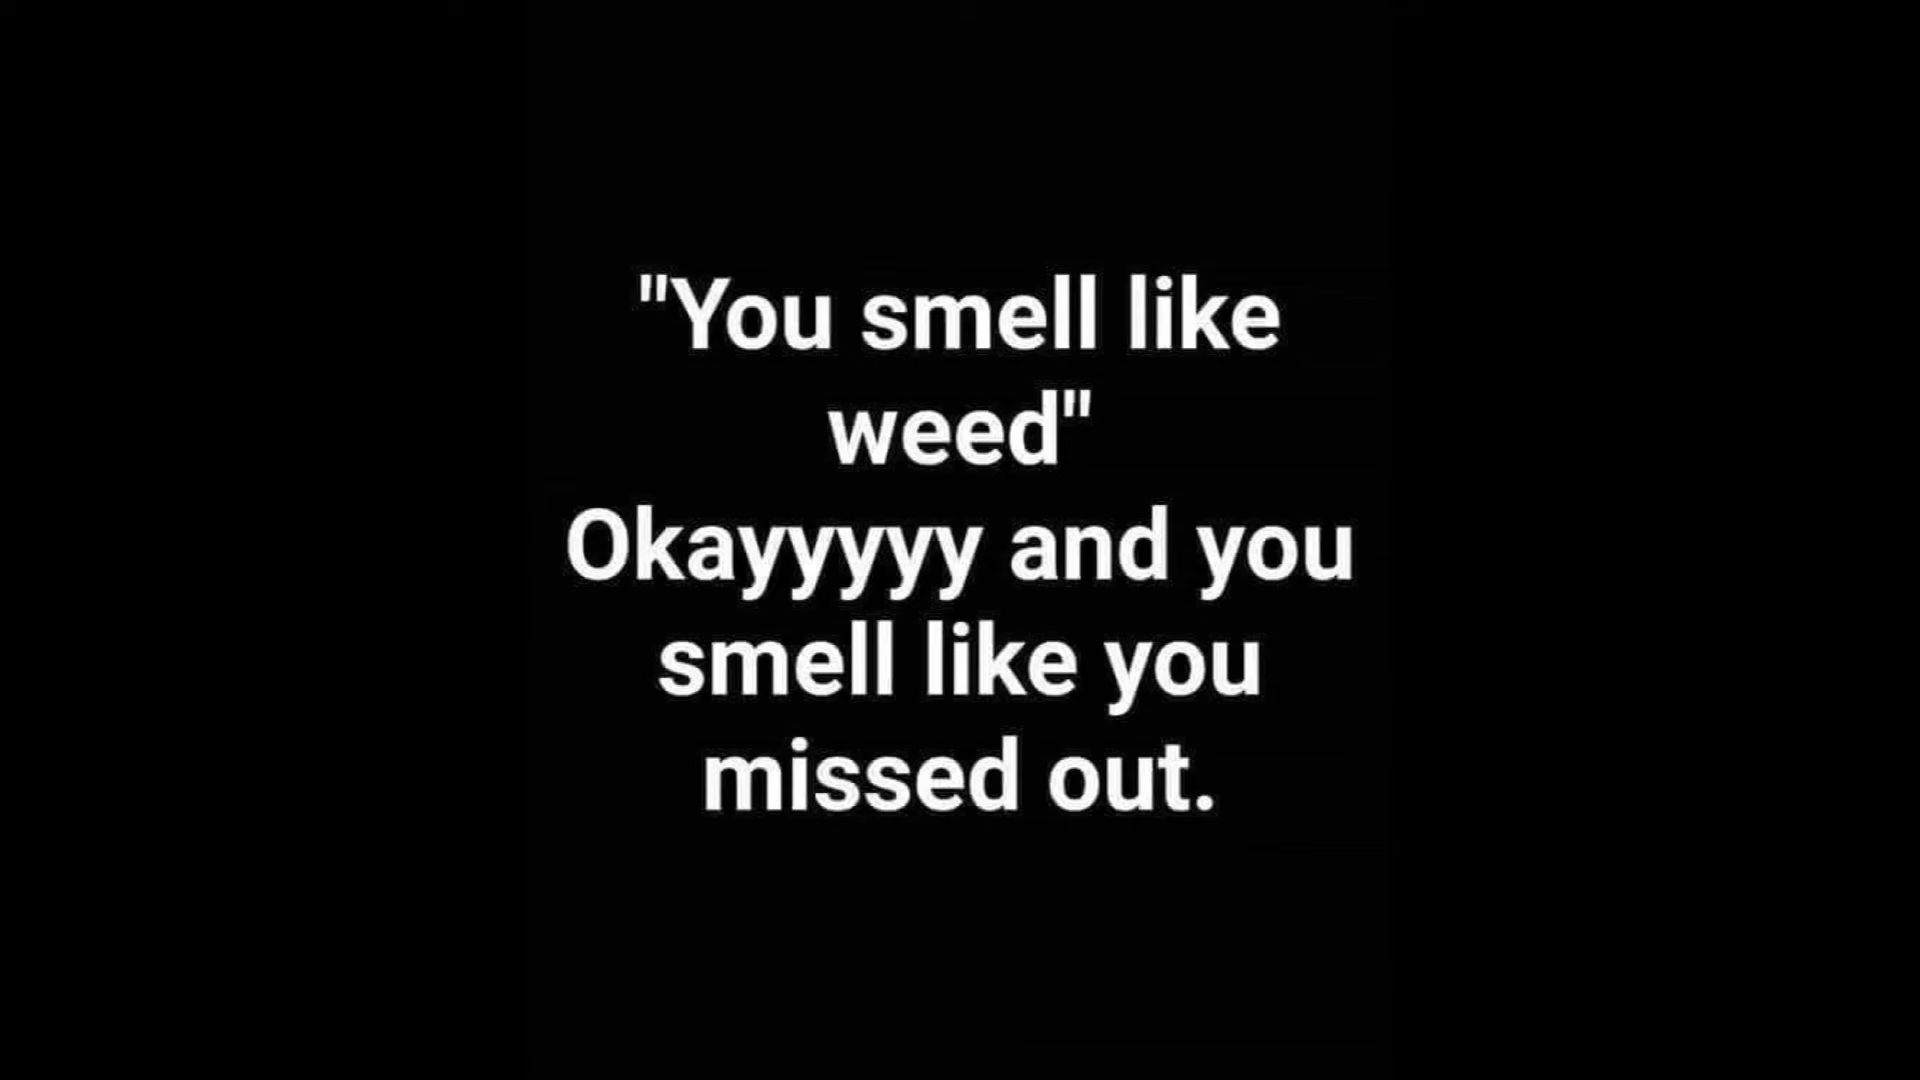 "You smell like
weed"
Okayyyyy and you
smell like you
missed out.